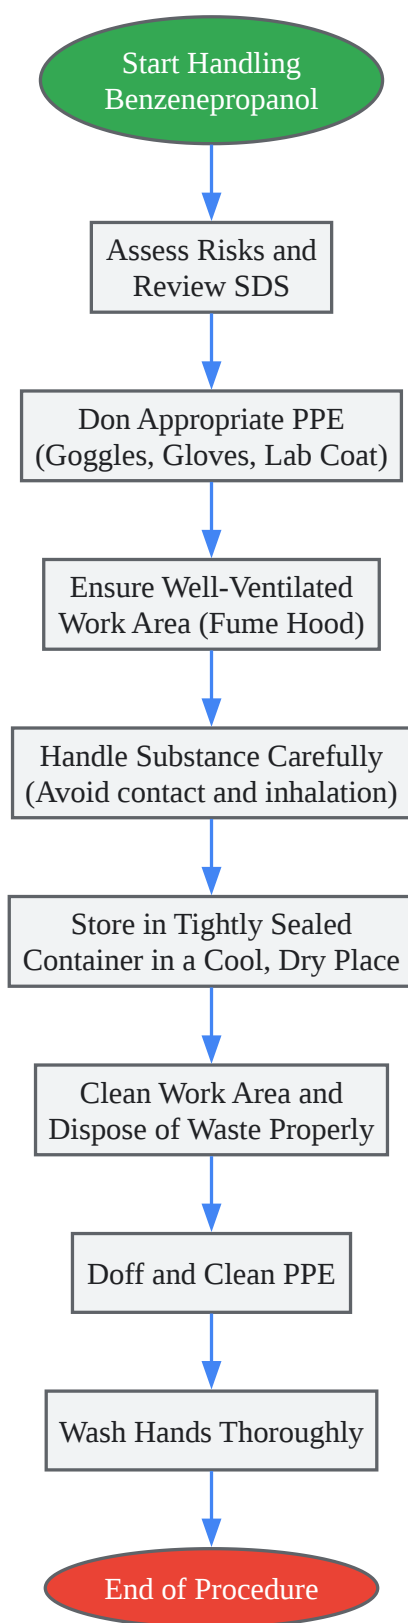 Start Handling
Benzenepropanol
Assess Risks and
Review SDS
Don Appropriate PPE
(Goggles, Gloves, Lab Coat)
Ensure Well-Ventilated
Work Area (Fume Hood)
Handle Substance Carefully
(Avoid contact and inhalation)
Store in Tightly Sealed
Container in a Cool, Dry Place
Clean Work Area and
Dispose of Waste Properly
Doff and Clean PPE
Wash Hands Thoroughly
End of Procedure